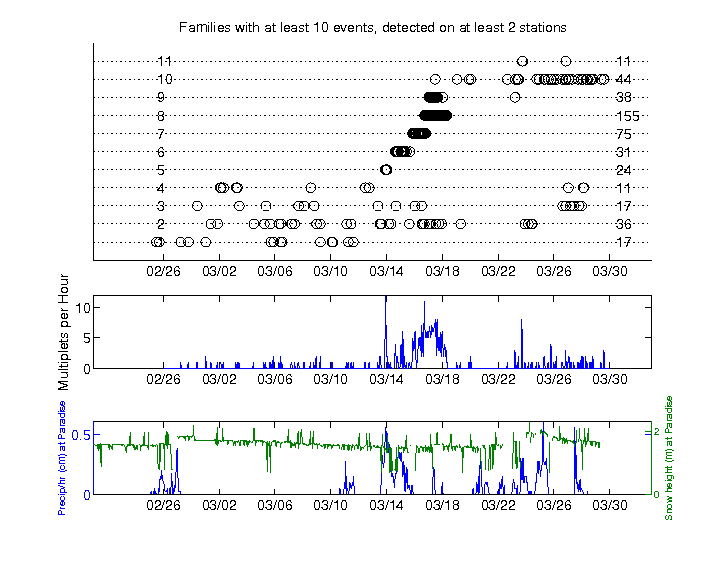 Families with at least 10 events, detected on at least 2 stations
11 11
10 44
9 38
8 155
7 75
6 31
5 24
4 11
3 17
2 36
1 17
02/26 03/02 03/06 03/10 03/14 03/18 03/22 03/26 03/30
Multiplets per Hour
10
5
0
02/26 03/02 03/06 03/10 03/14 03/18 03/22 03/26 03/30
Precip/hr (cm) at Paradise
0.5
0
2
0
Snow height (m) at Paradise
02/26 03/02 03/06 03/10 03/14 03/18 03/22 03/26 03/30